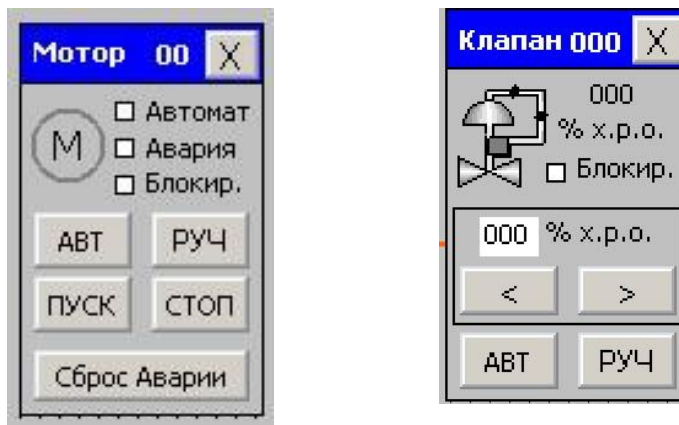 Мотор 00 X
М
Автомат
Авария
Блокир.
АВТ РУЧ
ПУСК СТОП
Сброс Аварии
Клапан 000 X
000
% х.р.о.
Блокир.
000 % х.р.о.
< >
АВТ РУЧ